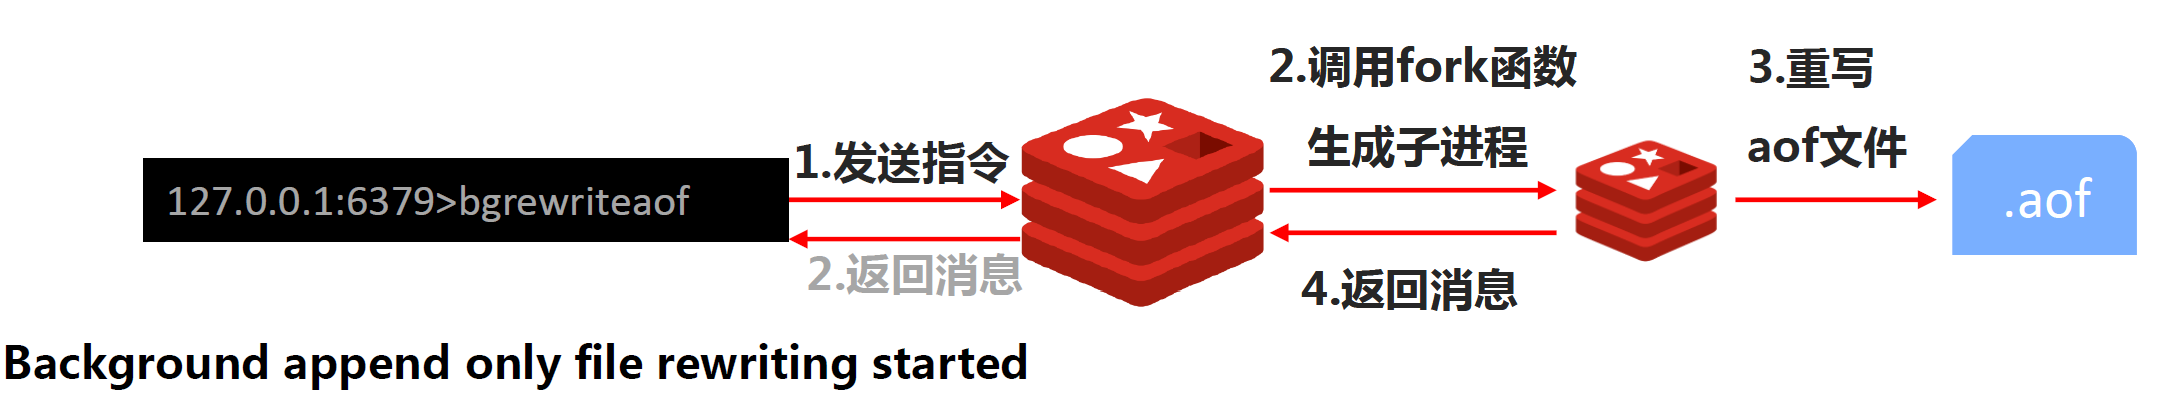 127.0.0.1:6379>bgrewriteaof
1.发送指令
2.返回消息
2.调用fork函数
生成子进程
4.返回消息
3.重写
aof文件
.aof
Background append only file rewriting started